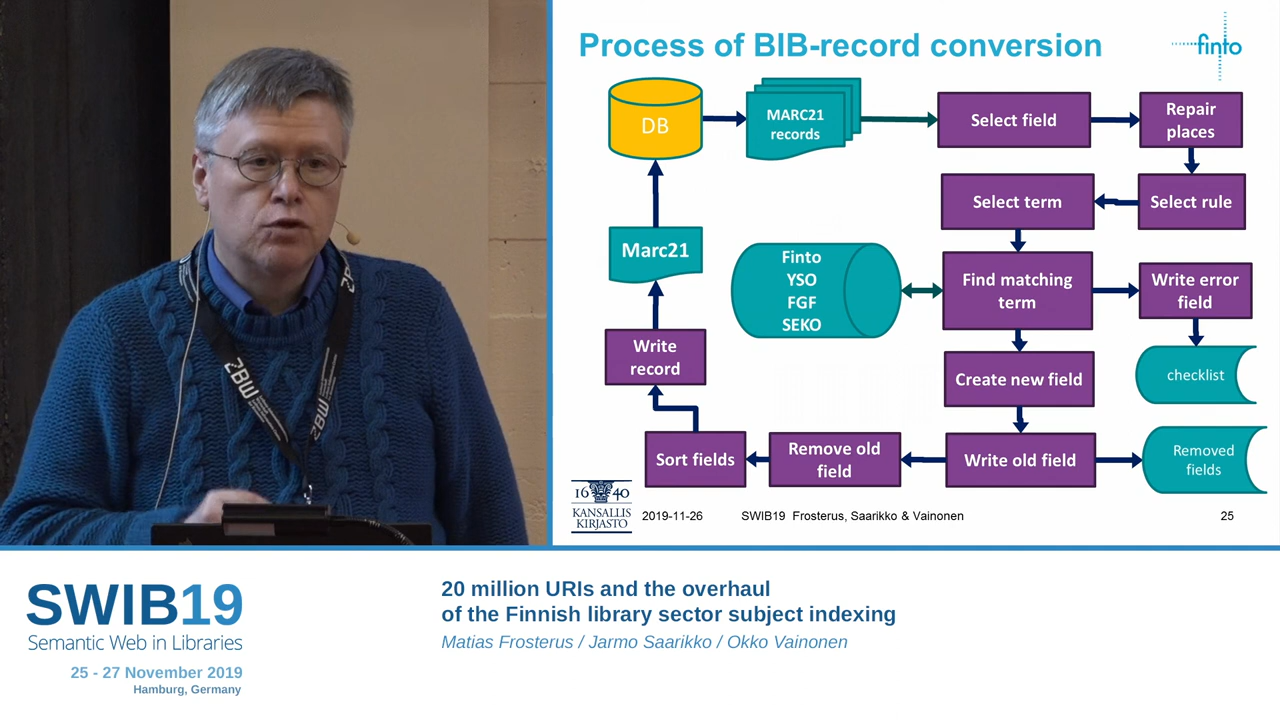 Process of BIB-record conversion
finto
DB
MARC21
records
Select field
Repair
places
Select term
Select rule
Marc21
Finto
YSO
FGF
SEKO
Find matching
term
Write error
field
Write
record
Create new field
checklist
Sort fields
Remove old
field
Write old field
Removed
fields
16 40
KANSALLIS
KIRJASTO
2019-11-26
SWIB19 Frosterus, Saarikko & Vainonen
25
ZBW
ZBW
SWIB19
Semantic Web in Libraries
25 - 27 November 2019
Hamburg, Germany
20 million URIs and the overhaul
of the Finnish library sector subject indexing
Matias Frosterus / Jarmo Saarikko / Okko Vainonen